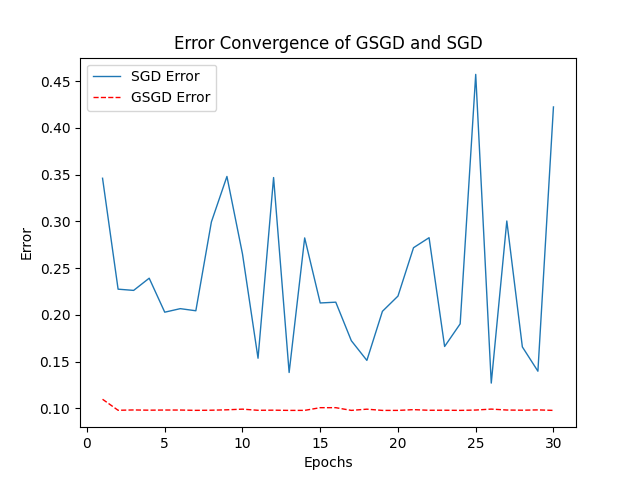 Error Convergence of GSGD and SGD
SGD Error
GSGD Error
0.45
0.40
0.35
0.30
0.25
0.20
0.15
0.10
Error
0 5 10 15 20 25 30
Epochs